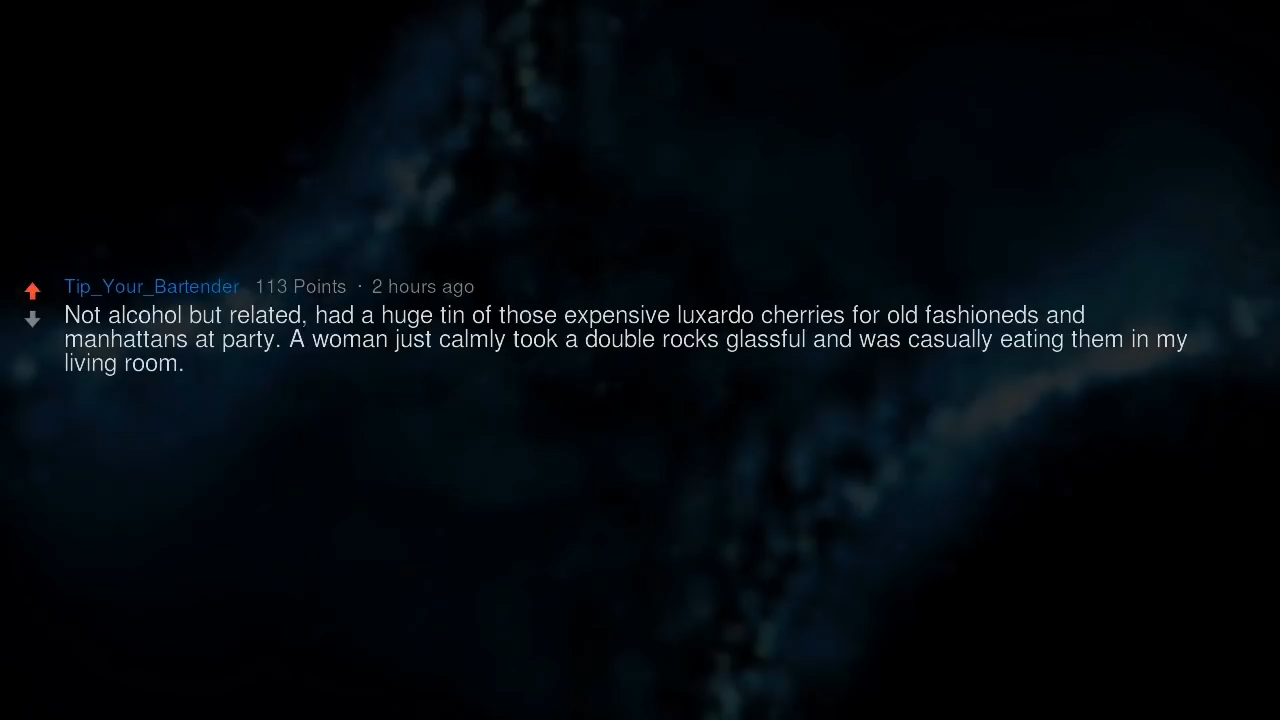 Tip_Your_Bartender 113 Points · 2 hours ago
Not alcohol but related, had a huge tin of those expensive luxardo cherries for old fashioneds and
manhattans at party. A woman just calmly took a double rocks glassful and was casually eating them in my
living room.